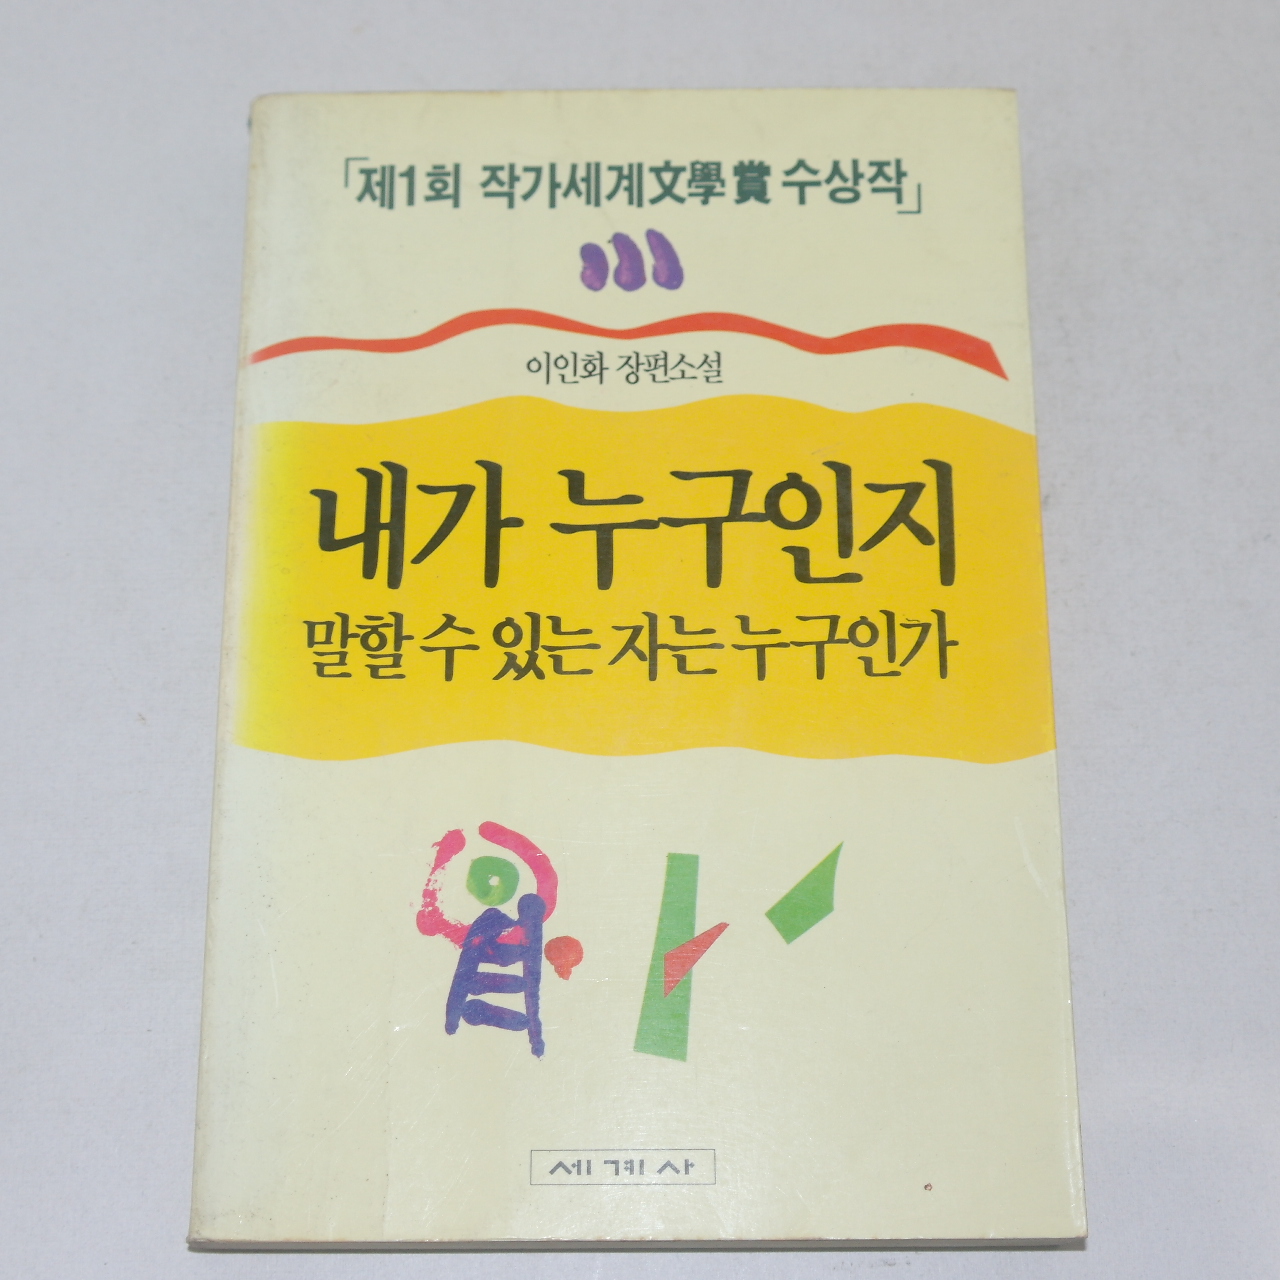 「제1회 작가세계文學賞 수상작」
이인화 장편소설
내가 누구인지
말할 수 있는 자는 누구인가
세계사